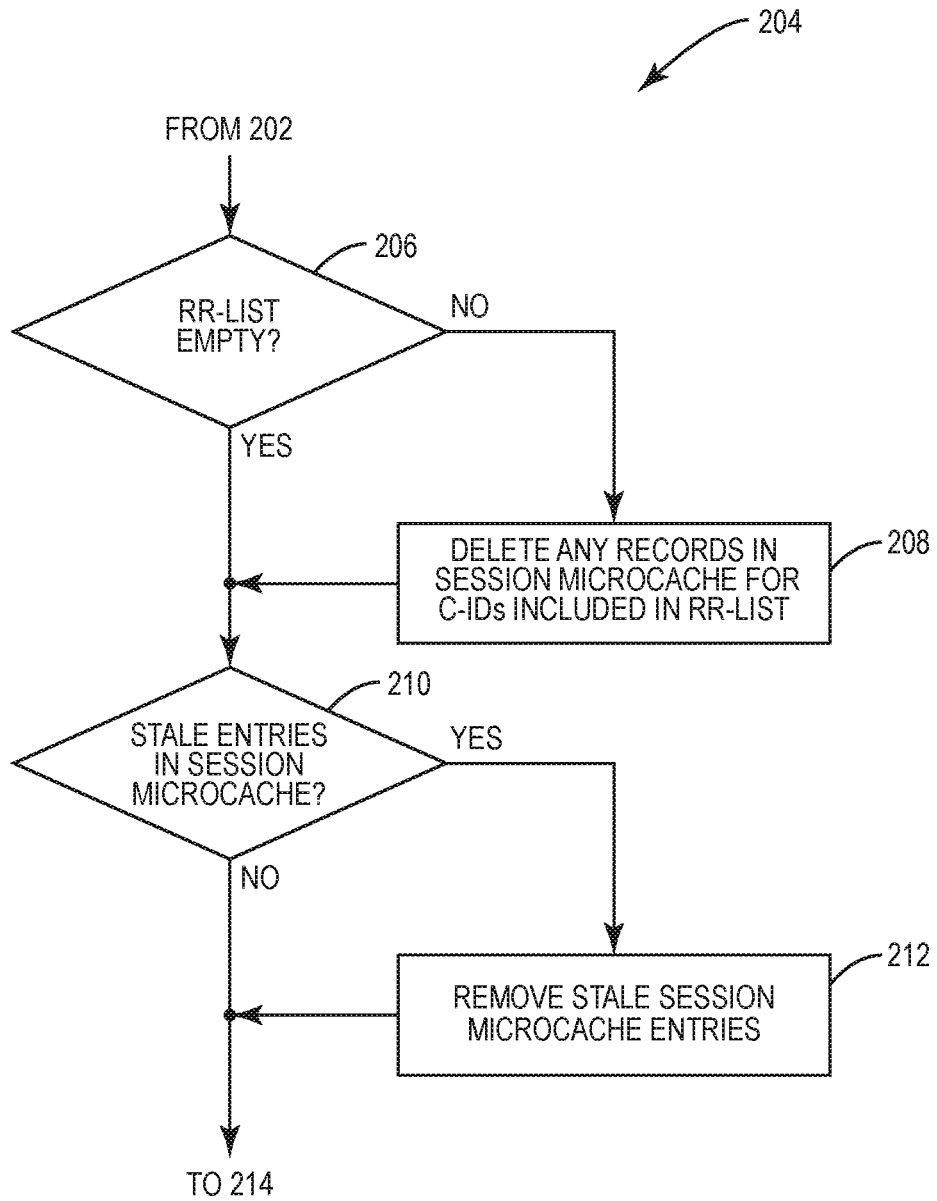 204
FROM 202
206
RR-LIST
EMPTY?
NO
YES
208
DELETE ANY RECORDS IN
SESSION MICROCACHE FOR
C-IDs INCLUDED IN RR-LIST
210
STALE ENTRIES
IN SESSION
MICROCACHE?
YES
NO
212
REMOVE STALE SESSION
MICROCACHE ENTRIES
TO 214